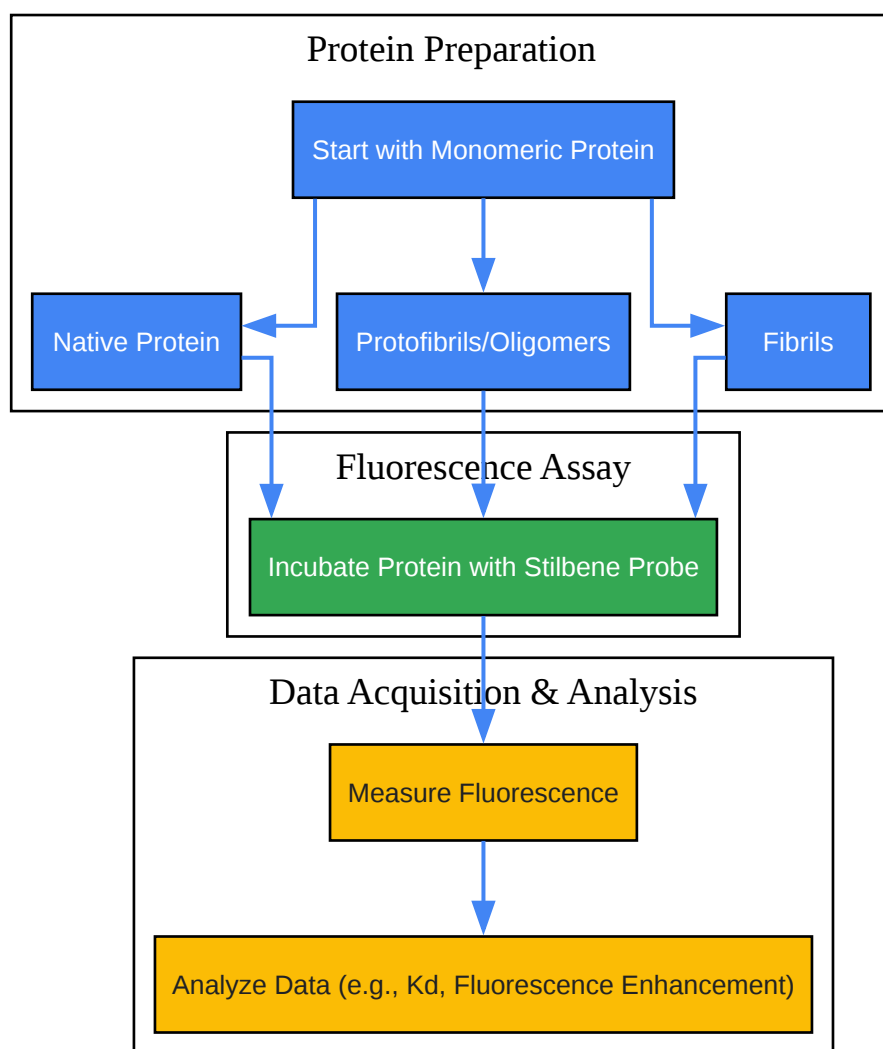 Protein Preparation
Start with Monomeric Protein
Native Protein
Protofibrils/Oligomers
Fibrils
Fluorescence Assay
Incubate Protein with Stilbene Probe
Data Acquisition & Analysis
Measure Fluorescence
Analyze Data (e.g., Kd, Fluorescence Enhancement)